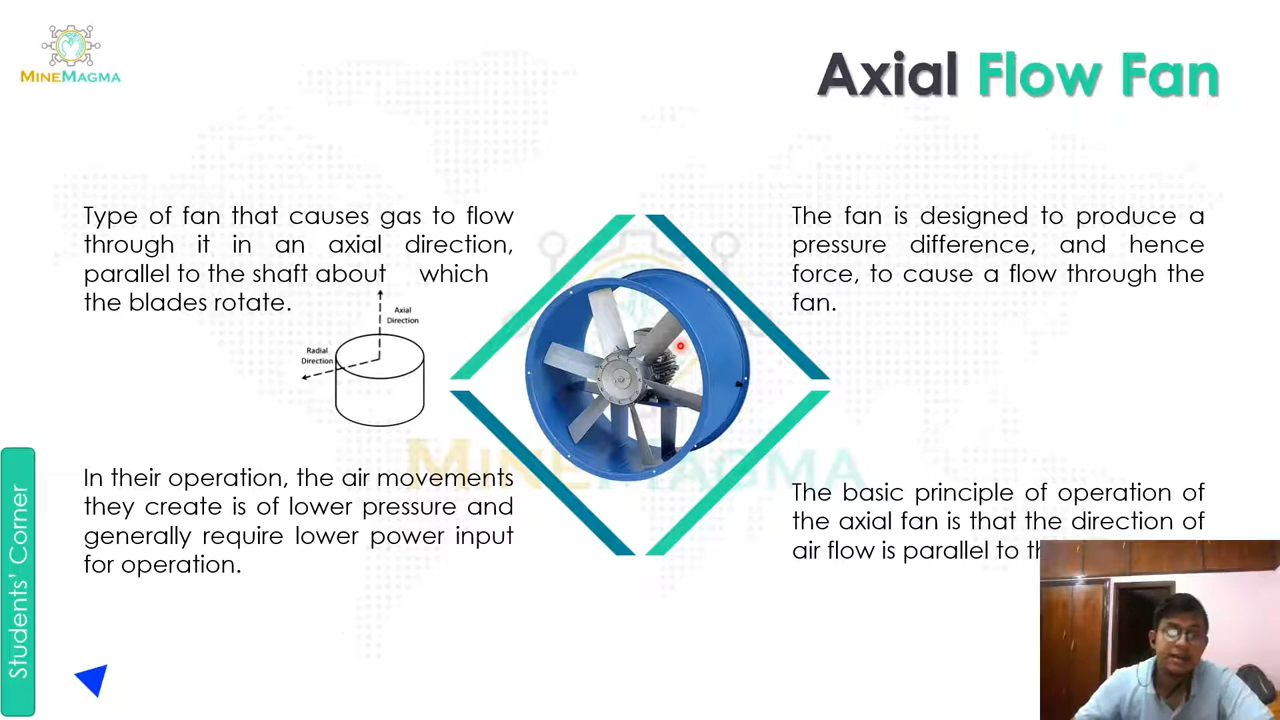 MINEMAGMA
Axial Flow Fan
Type of fan that causes gas to flow
through it in an axial direction,
parallel to the shaft about which
the blades rotate.
Axial
Direction
Radial
Direction
The fan is designed to produce a
pressure difference, and hence
force, to cause a flow through the
fan.
In their operation, the air movements
they create is of lower pressure and
generally require lower power input
for operation.
The basic principle of operation of
the axial fan is that the direction of
air flow is parallel to
MINEMAGMA
Students' Corner